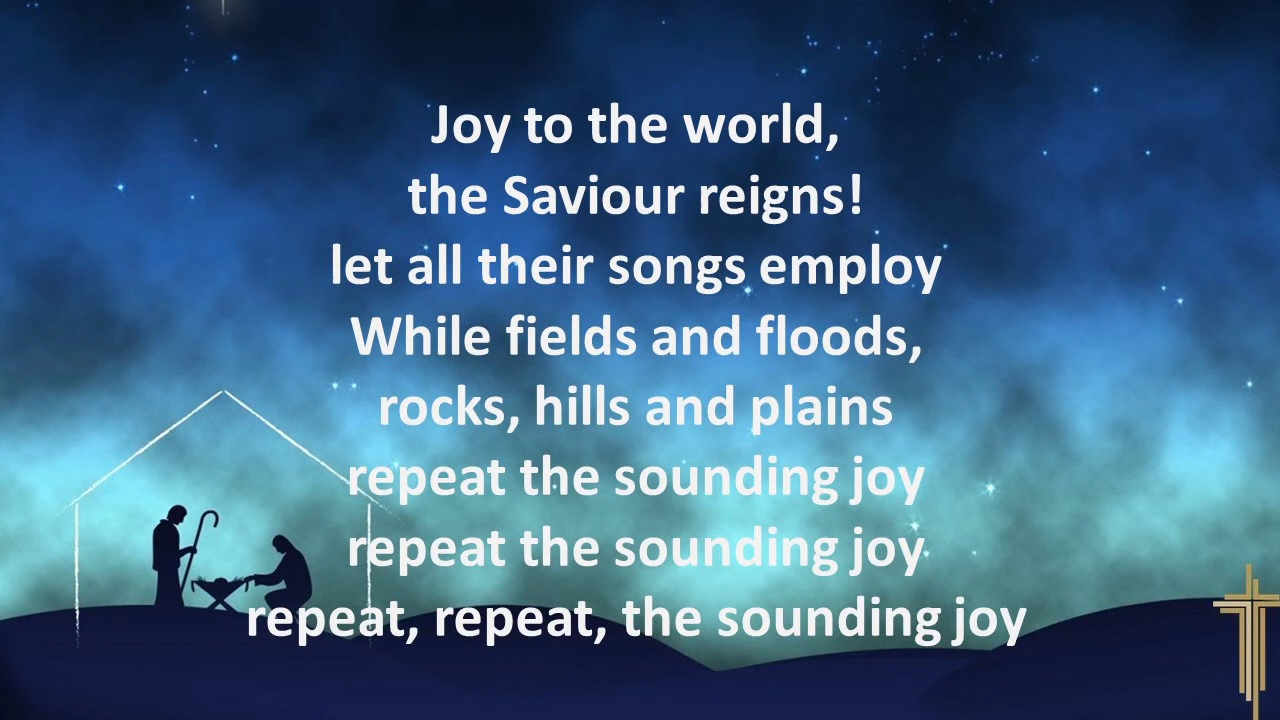 Joy to the world,
the Saviour reigns!
let all their songs employ
While fields and floods,
rocks, hills and plains
repeat the sounding joy
repeat the sounding joy
repeat, repeat, the sounding joy